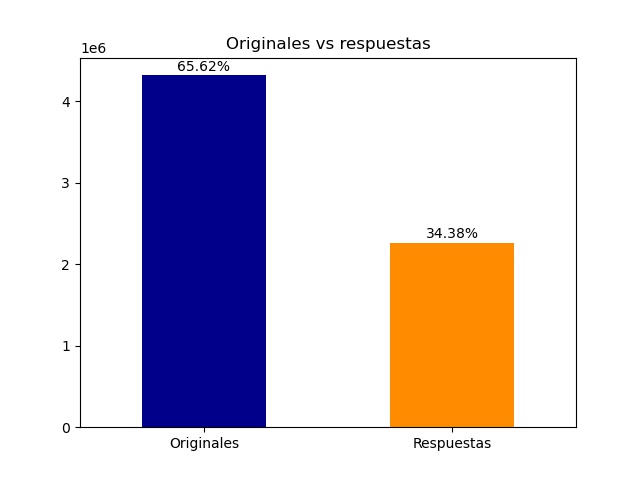 Originales vs respuestas
1e6
65.62%
4
3
34.38%
2
1
0
Originales
Respuestas